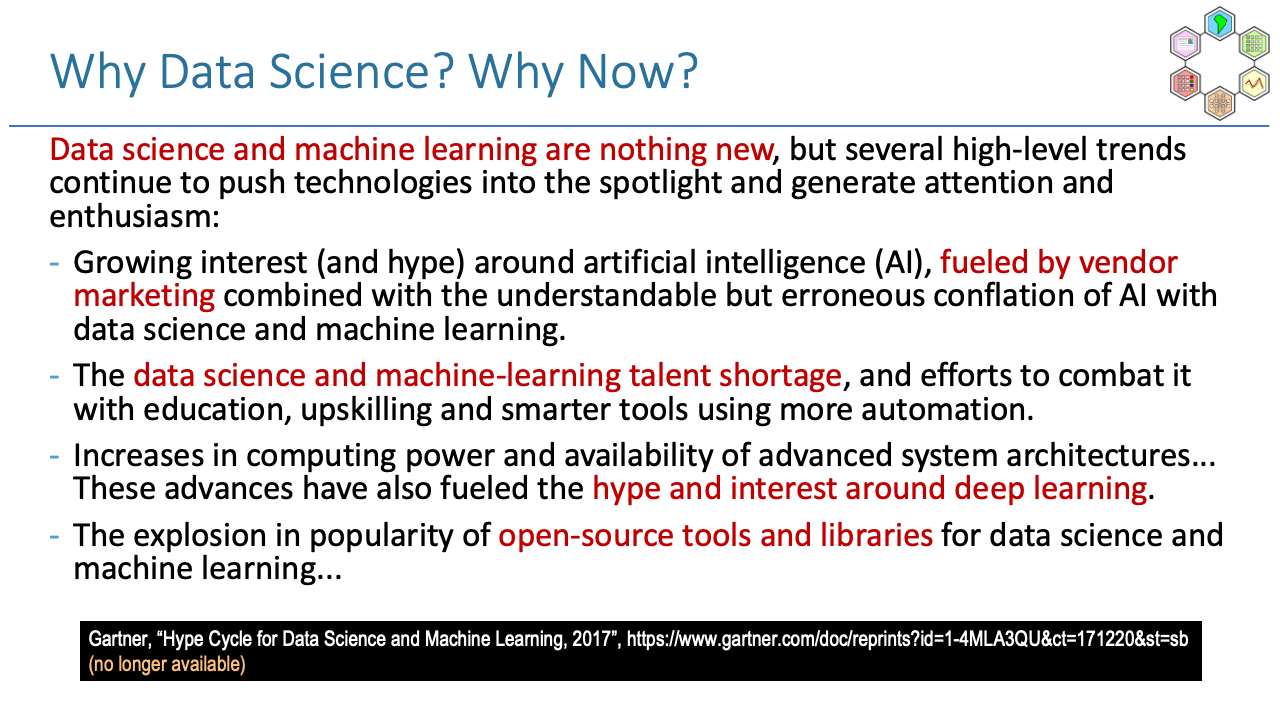 Why Data Science? Why Now?
Data science and machine learning are nothing new, but several high-level trends
continue to push technologies into the spotlight and generate attention and
enthusiasm:
- Growing interest (and hype) around artificial intelligence (AI), fueled by vendor
marketing combined with the understandable but erroneous conflation of AI with
data science and machine learning.
- The data science and machine-learning talent shortage, and efforts to combat it
with education, upskilling and smarter tools using more automation.
- Increases in computing power and availability of advanced system architectures...
These advances have also fueled the hype and interest around deep learning.
- The explosion in popularity of open-source tools and libraries for data science and
machine learning...
Gartner, “Hype Cycle for Data Science and Machine Learning, 2017”, https://www.gartner.com/doc/reprints?id=1-4MLA3QU&ct=171220&st=sb
(no longer available)